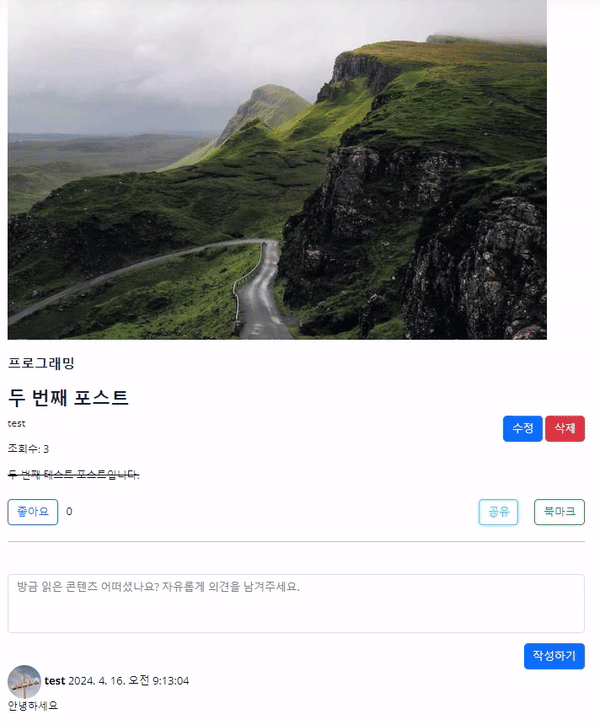 프로그래밍
두 번째 포스트
test
수정 삭제
조회수: 3
두 번째 테스트 포스트입니다.
좋아요 0 공유 북마크
방금 읽은 콘텐츠 어떠셨나요? 자유롭게 의견을 남겨주세요.
작성하기
test 2024. 4. 16. 오전 9:13:04
안녕하세요